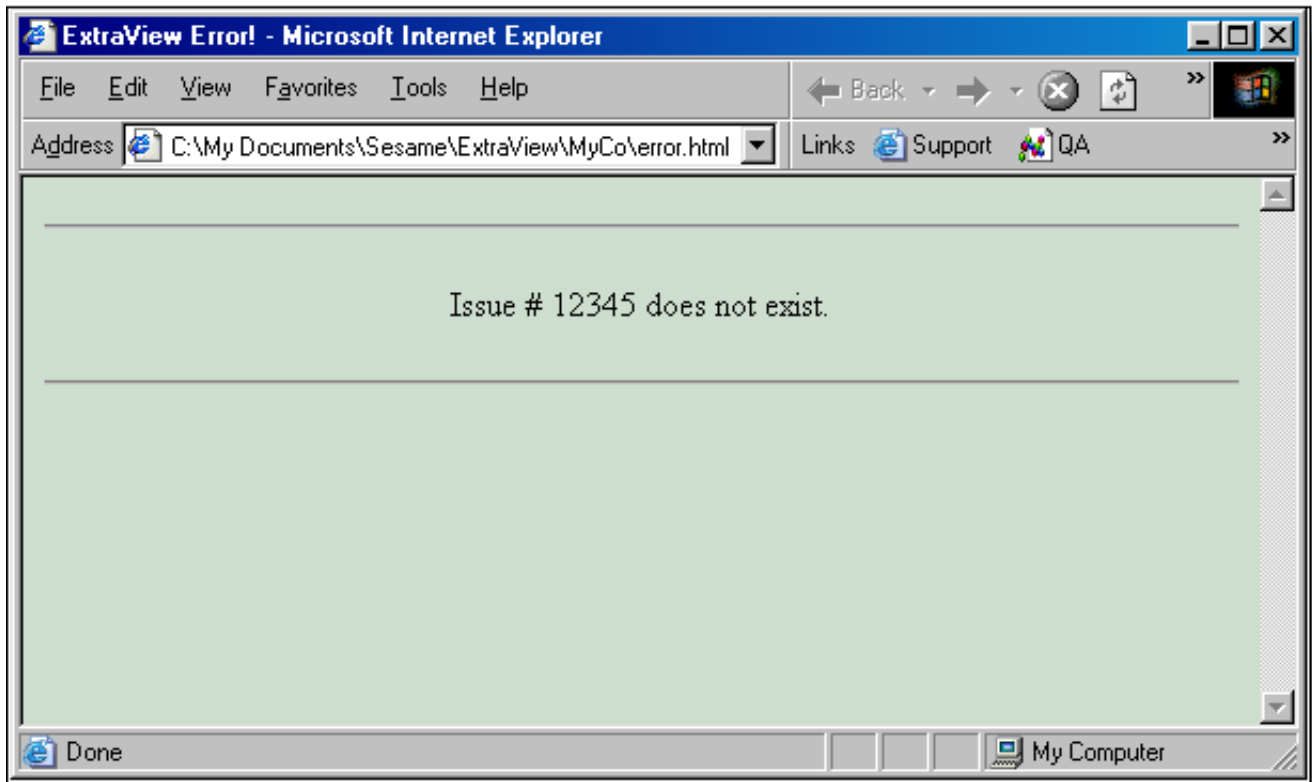 ExtraView Error! - Microsoft Internet Explorer
File Edit View Favorites Tools Help
Back
Address C:\My Documents\Sesame\ExtraView\MyCo\error.html Links Support QA
Issue # 12345 does not exist.
Done My Computer